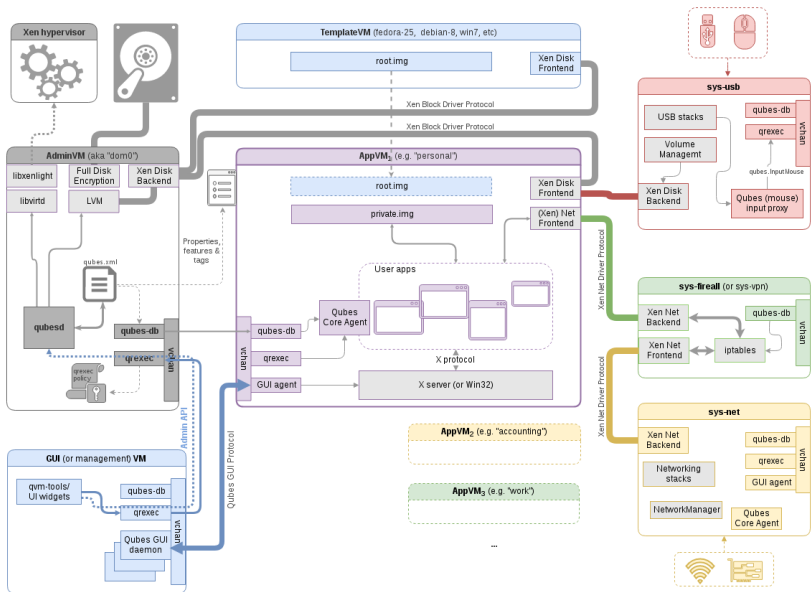 Xen hypervisor
TemplateVM (fedora-25, debian-8, win7, etc)
root.img
Xen Disk
Frontend
Xen Block Driver Protocol
Xen Block Driver Protocol
AdminVM (aka "dom0")
libxenlight
Full Disk
Encryption
Xen Disk
Backend
libvirtd
LVM
qubes.xml
Properties,
features &
tags
qubesd
qubes-db
qrexec
vchan
qrexec
policy
Admin API
AppVM₁ (e.g. "personal")
root.img
Xen Disk
Frontend
private.img
(Xen) Net
Frontend
User apps
Qubes
Core Agent
qubes-db
qrexec
GUI agent
vchan
X protocol
X server (or Win32)
Qubes GUI Protocol
GUI (or management) VM
qvm-tools/
UI widgets
qubes-db
qrexec
Qubes GUI
daemon
vchan
AppVM₂ (e.g. "accounting")
AppVM₃ (e.g. "work")
...
sys-usb
USB stacks
qubes-db
qrexec
vchan
Volume
Managemt
qubes.InputMouse
Xen Disk
Backend
Qubes (mouse)
input proxy
Xen Net Driver Protocol
sys-fireall (or sys-vpn)
Xen Net
Backend
qubes-db
vchan
Xen Net
Frontend
iptables
Xen Net Driver Protocol
sys-net
Xen Net
Backend
qubes-db
qrexec
GUI agent
vchan
Networking
stacks
NetworkManager
Qubes
Core Agent